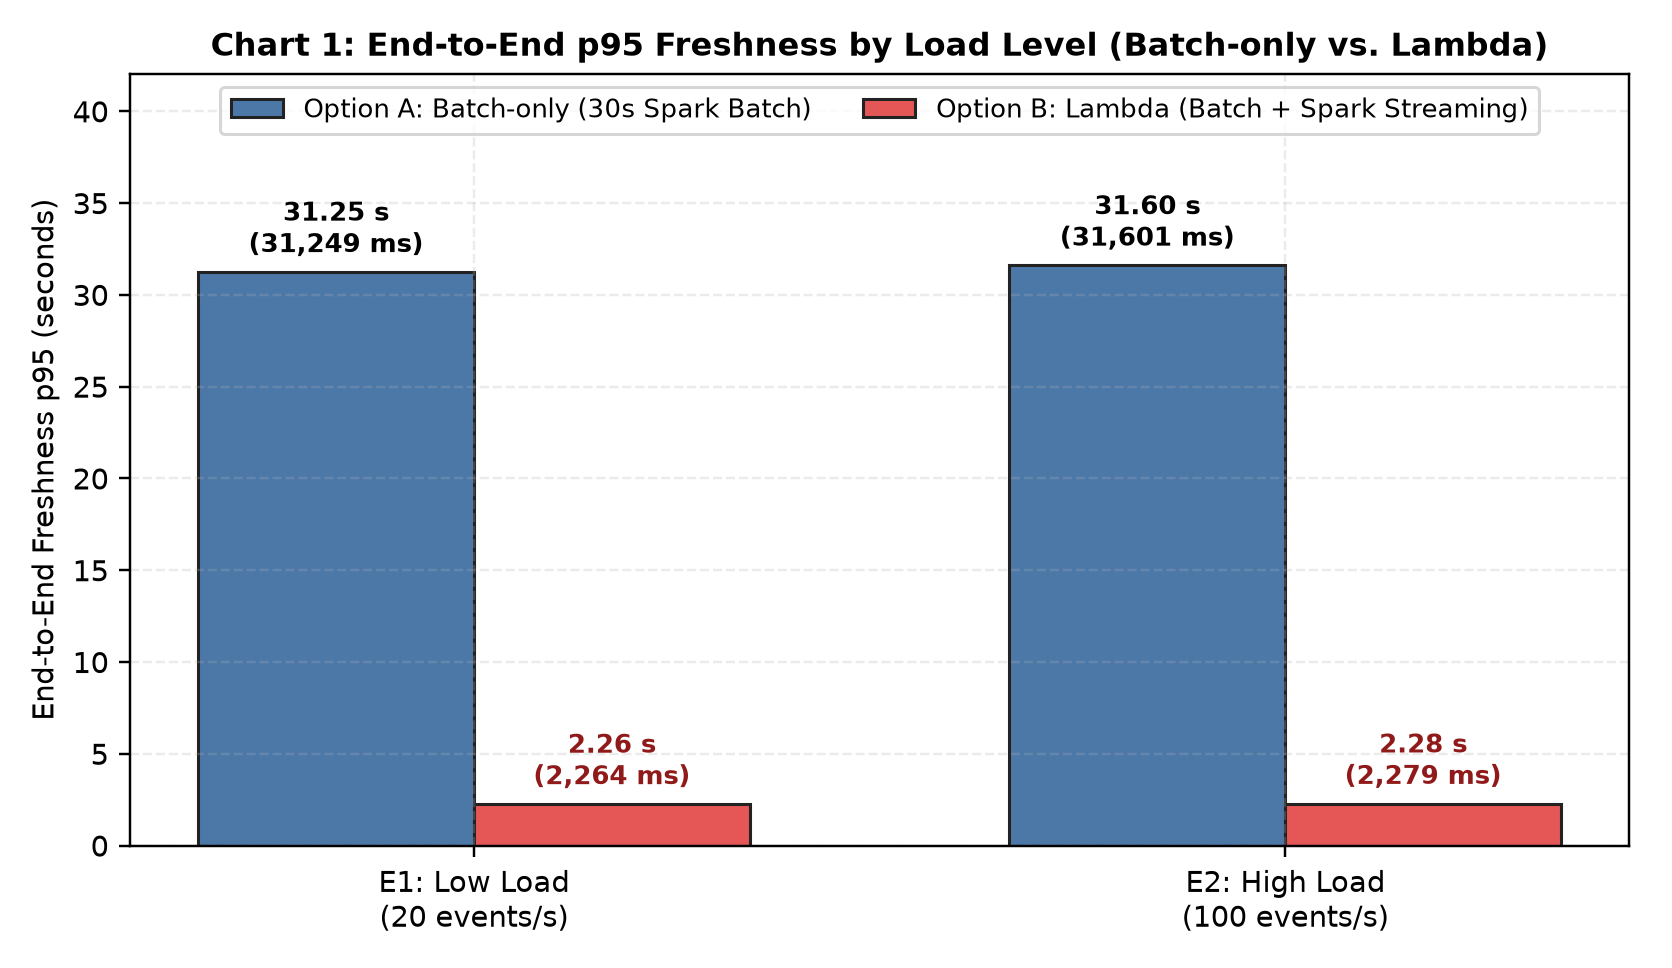 Chart 1: End-to-End p95 Freshness by Load Level (Batch-only vs. Lambda)
Option A: Batch-only (30s Spark Batch)
Option B: Lambda (Batch + Spark Streaming)
End-to-End Freshness p95 (seconds)
40
35
30
25
20
15
10
5
0
31.25 s
(31,249 ms)
2.26 s
(2,264 ms)
31.60 s
(31,601 ms)
2.28 s
(2,279 ms)
E1: Low Load
(20 events/s)
E2: High Load
(100 events/s)